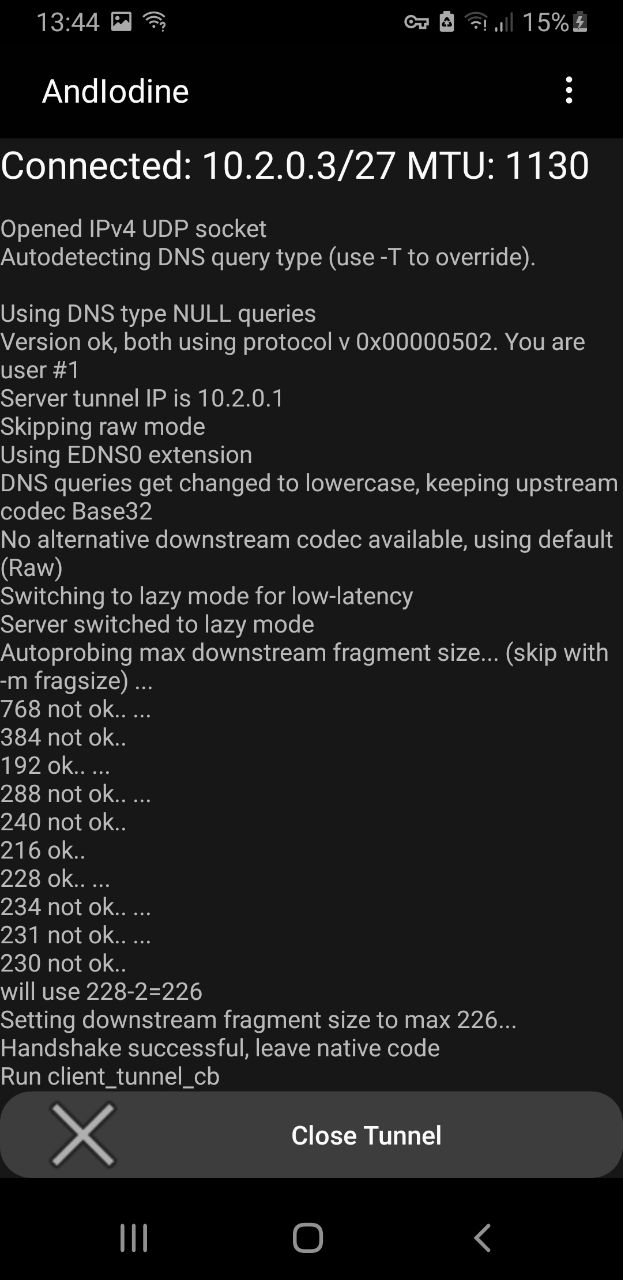 13:44
15%
AndIodine
Connected: 10.2.0.3/27 MTU: 1130
Opened IPv4 UDP socket
Autodetecting DNS query type (use -T to override).
Using DNS type NULL queries
Version ok, both using protocol v 0x00000502. You are
user #1
Server tunnel IP is 10.2.0.1
Skipping raw mode
Using EDNS0 extension
DNS queries get changed to lowercase, keeping upstream
codec Base32
No alternative downstream codec available, using default
(Raw)
Switching to lazy mode for low-latency
Server switched to lazy mode
Autoprobing max downstream fragment size... (skip with
-m fragsize) ...
768 not ok.. ...
384 not ok..
192 ok.. ...
288 not ok.. ...
240 not ok..
216 ok..
228 ok.. ...
234 not ok.. ...
231 not ok.. ...
230 not ok..
will use 228-2=226
Setting downstream fragment size to max 226...
Handshake successful, leave native code
Run client_tunnel_cb
Close Tunnel